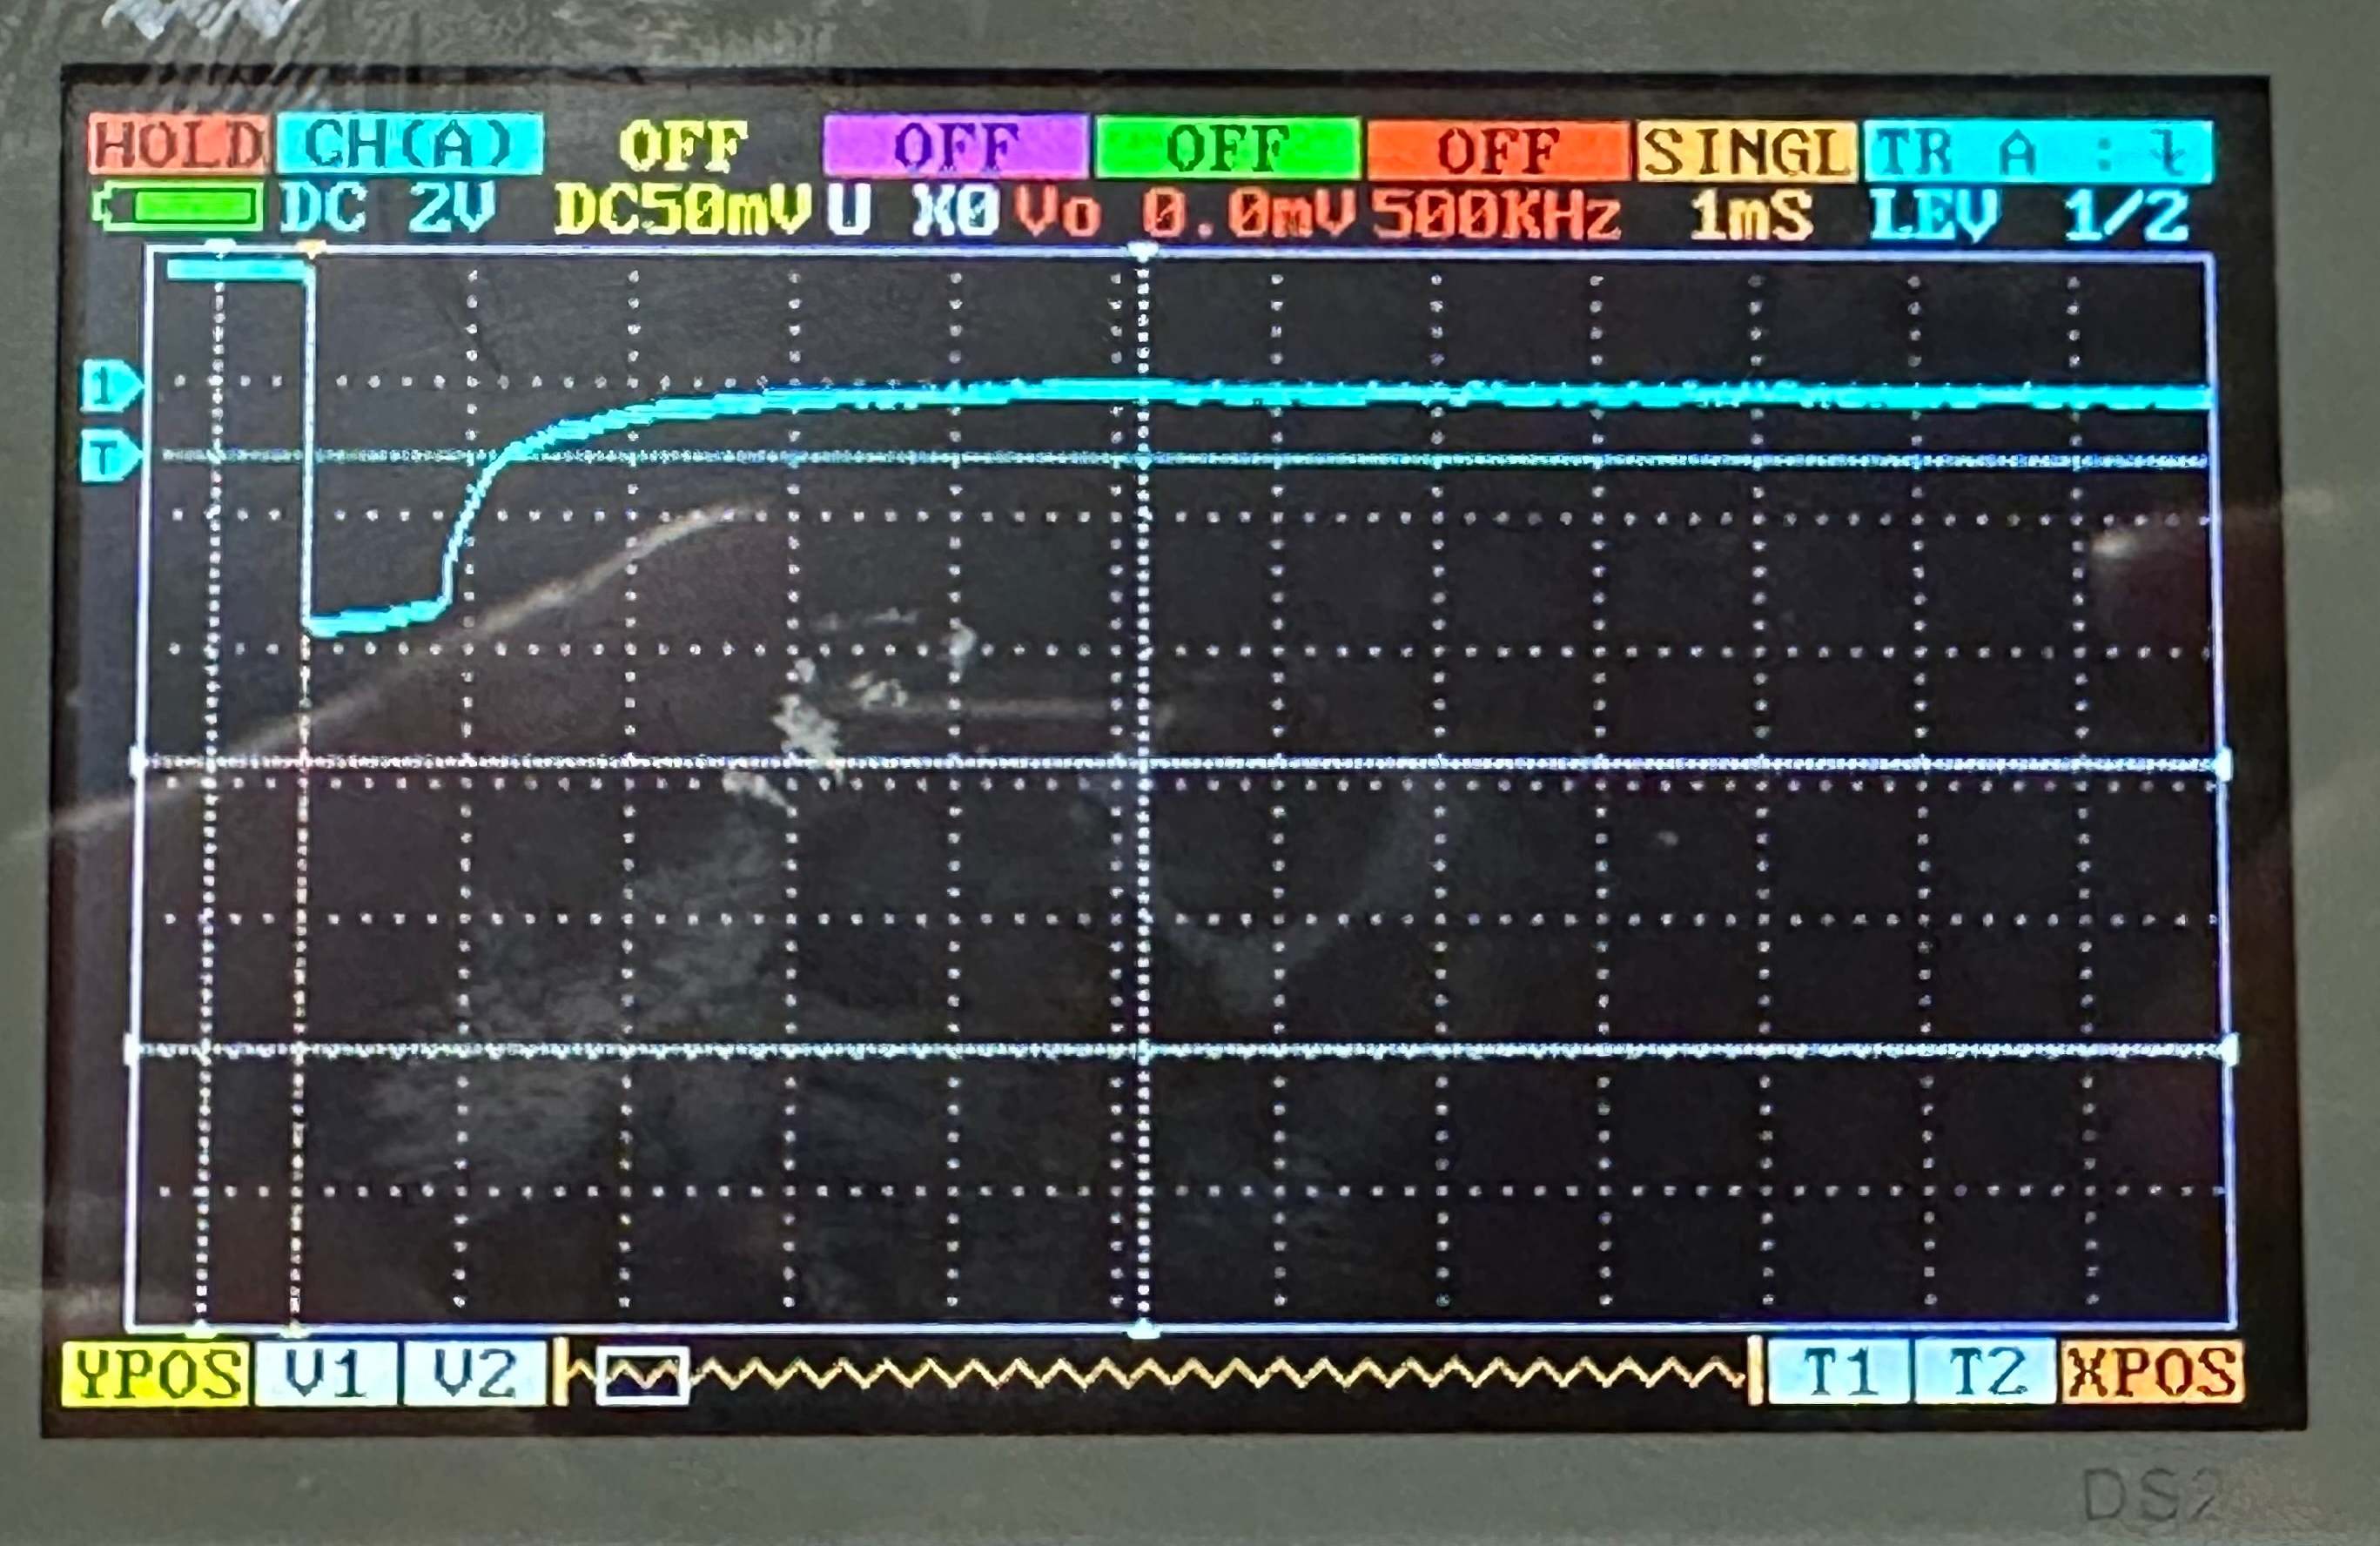 HOLD CH(A) OFF OFF OFF OFF SINGL TR A :
DC 2V DC50mV U X0 Vo 0.0mV 500KHz 1mS LEV 1/2
1
T
YPOS V1 V2 T1 T2 XPOS